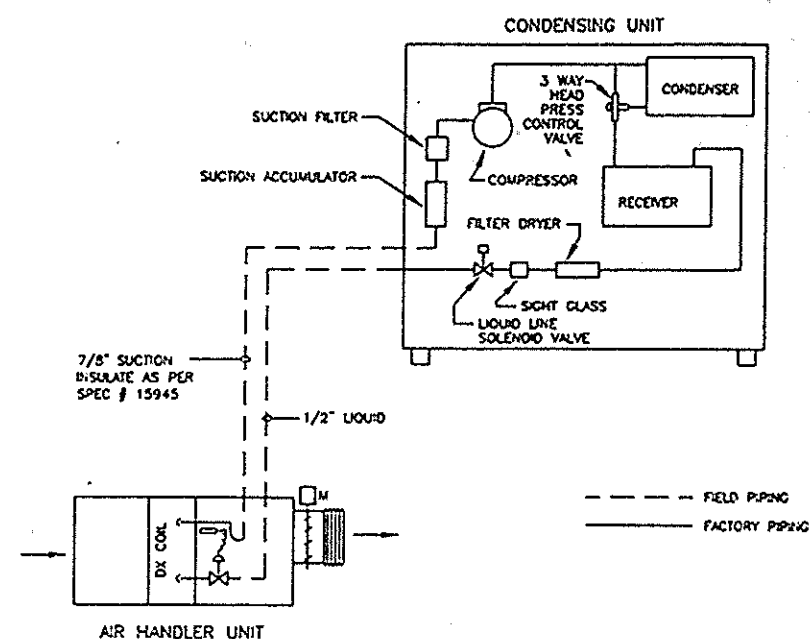 CONDENSING UNIT
3 WAY
HEAD
PRESS
CONTROL
VALVE
CONDENSER
SUCTION FILTER
SUCTION ACCUMULATOR
COMPRESSOR
RECEIVER
FILTER DRYER
SIGHT GLASS
LIQUID LINE
SOLENOID VALVE
7/8" SUCTION
INSULATE AS PER
SPEC # 15945
1/2" LIQUID
M
DX COIL
FIELD PIPING
FACTORY PIPING
AIR HANDLER UNIT